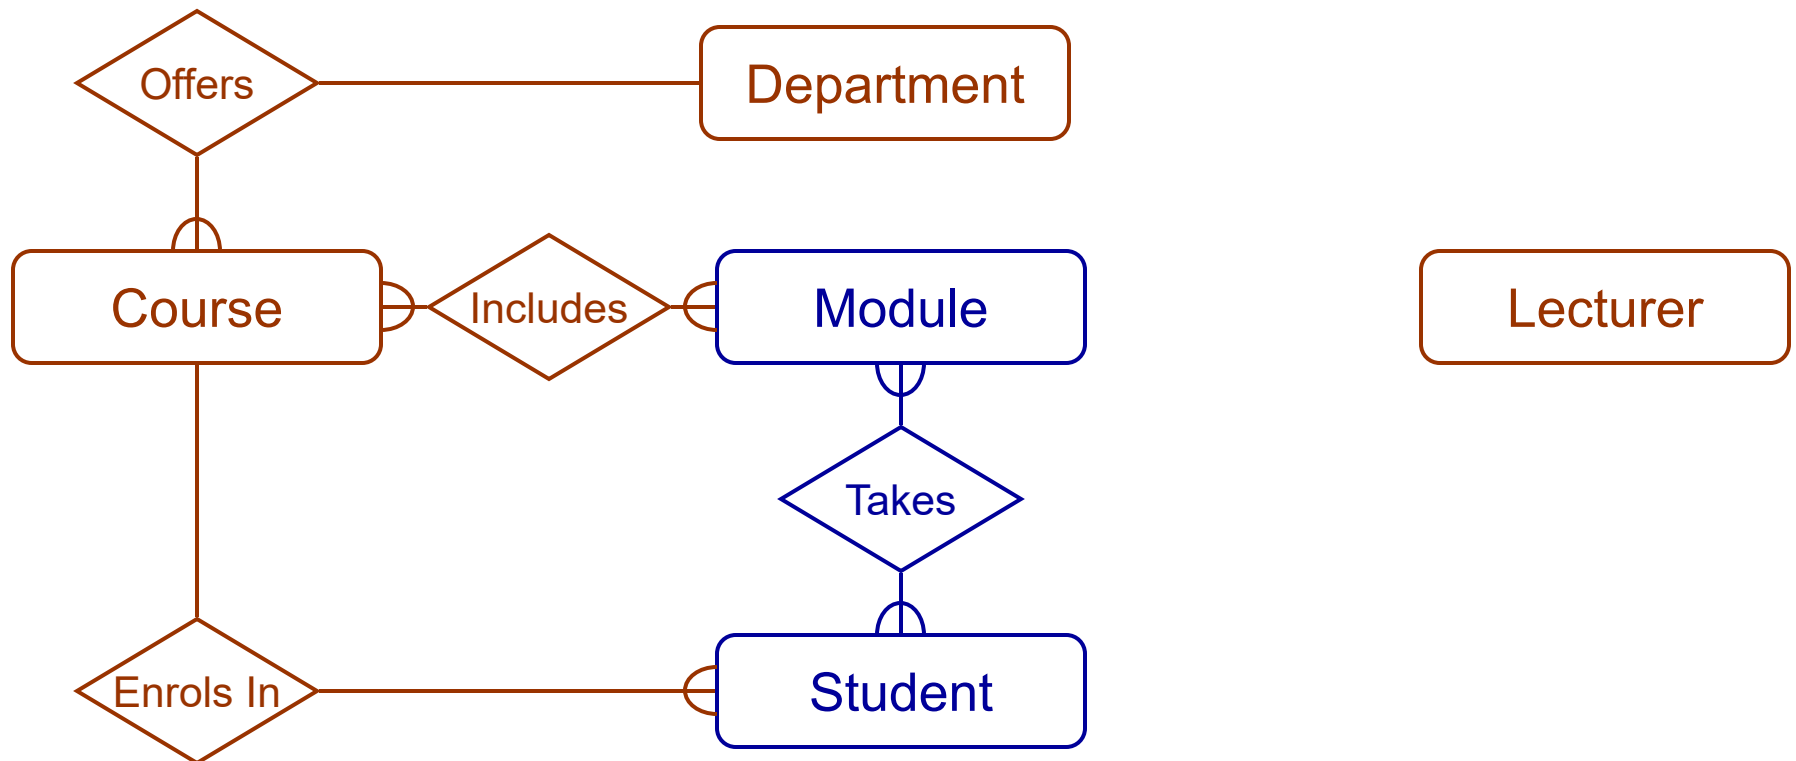 Offers
Department
Course
Includes
Module
Lecturer
Takes
Enrols In
Student